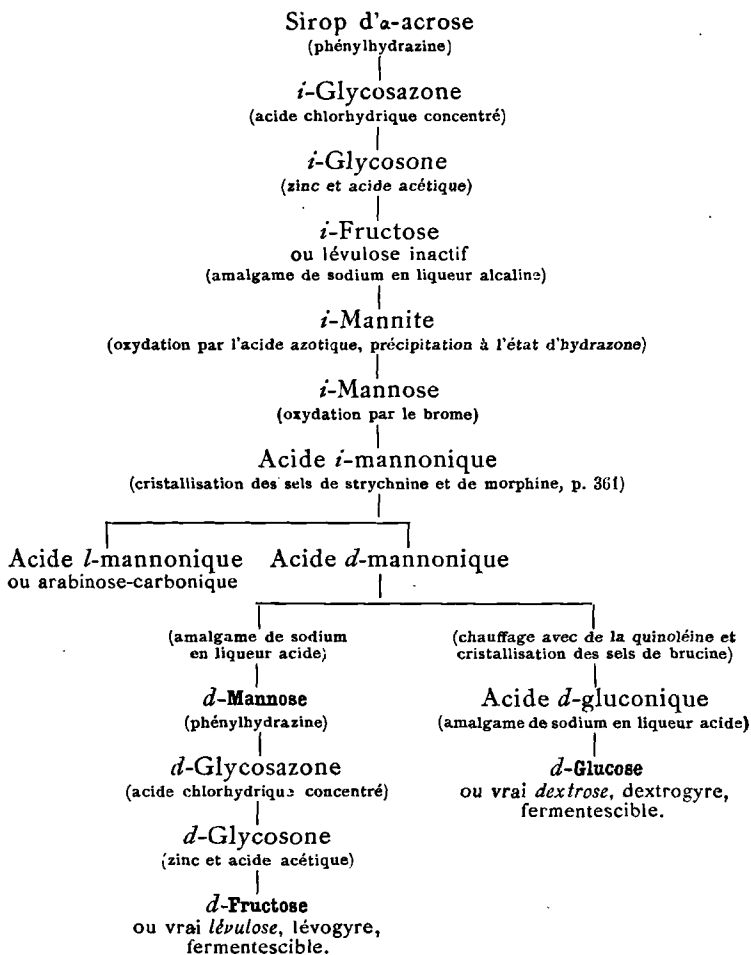 Sirop d'α-acrose
(phénylhydrazine)
i-Glycosazone
(acide chlorhydrique concentré)
i-Glycosone
(zinc et acide acétique)
i-Fructose
ou lévulose inactif
(amalgame de sodium en liqueur alcaline)
i-Mannite
(oxydation par l'acide azotique, précipitation à l'état d'hydrazone)
i-Mannose
(oxydation par le brome)
Acide i-mannonique
(cristallisation des sels de strychnine et de morphine, p. 361)
Acide l-mannonique
ou arabinose-carbonique
Acide d-mannonique
(amalgame de sodium
en liqueur acide)
d-Mannose
(phénylhydrazine)
d-Glycosazone
(acide chlorhydrique concentré)
d-Glycosone
(zinc et acide acétique)
d-Fructose
ou vrai lévulose, lévogyre,
fermentescible.
(chauffage avec de la quinoléine et
cristallisation des sels de brucine)
Acide d-gluconique
(amalgame de sodium en liqueur acide)
d-Glucose
ou vrai dextrose, dextrogyre,
fermentescible.